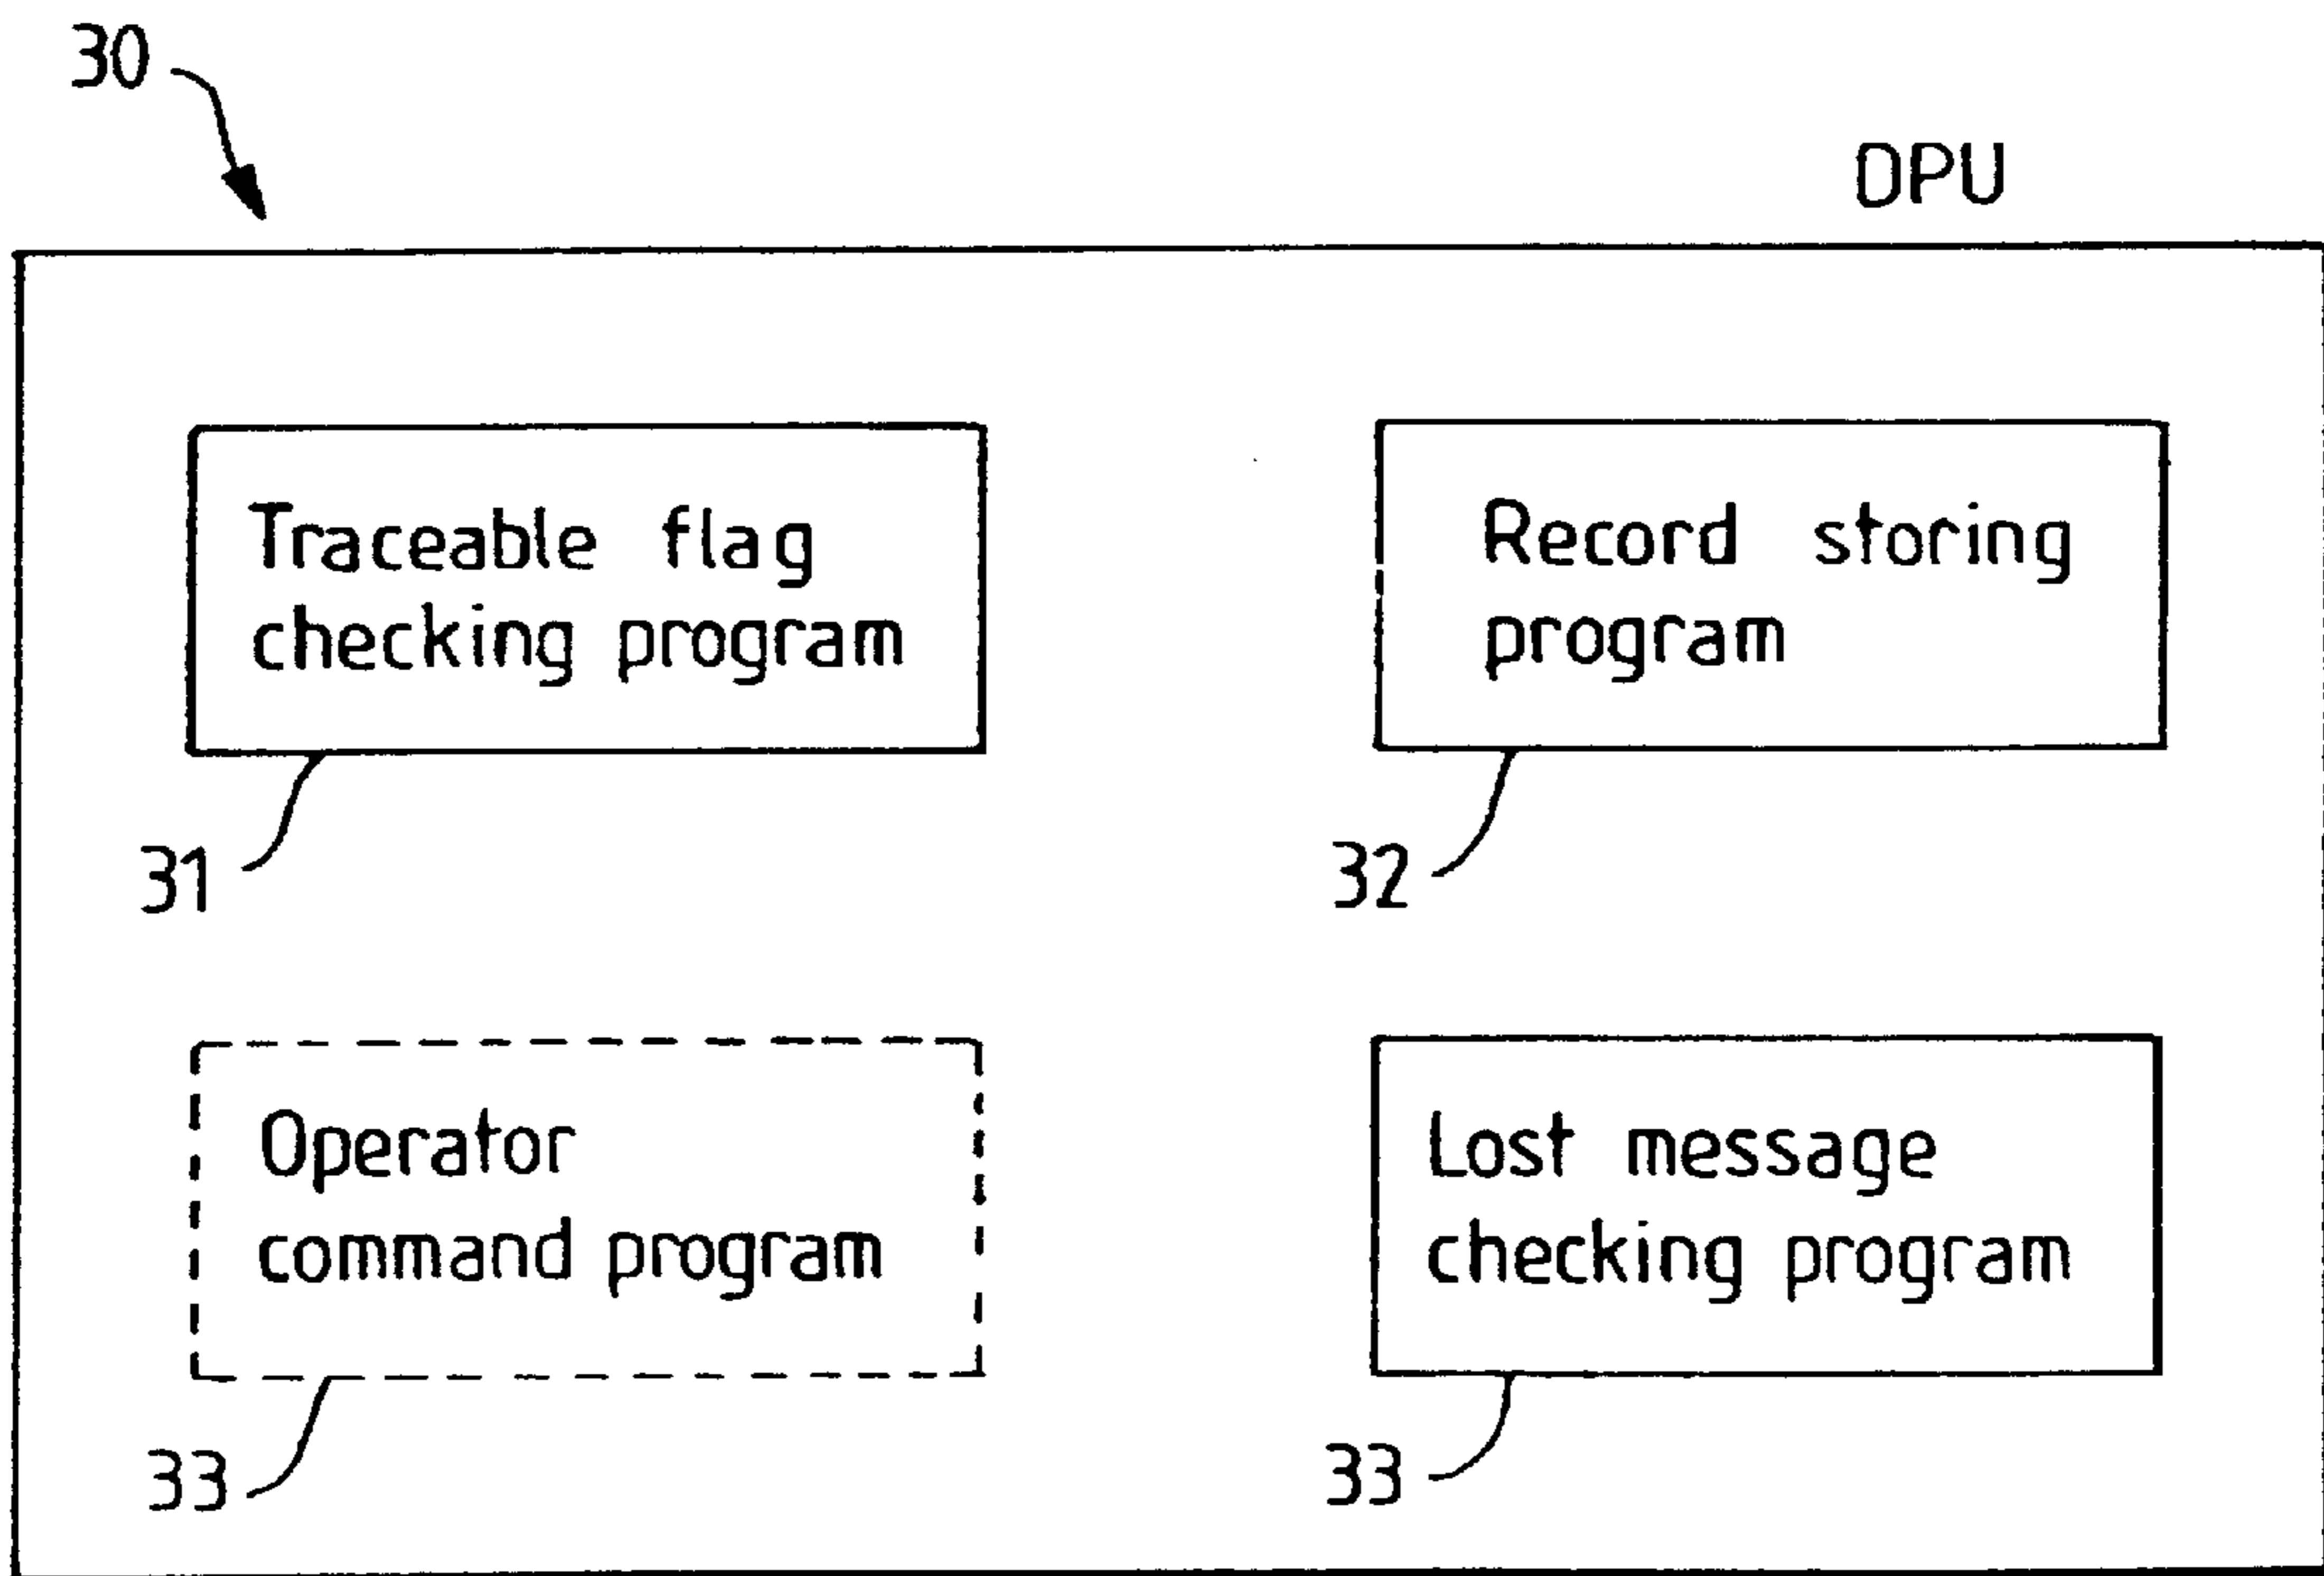 30
OPU
Traceable flag
checking program
31
Record storing
program
32
Operator
command program
33
Lost message
checking program
33